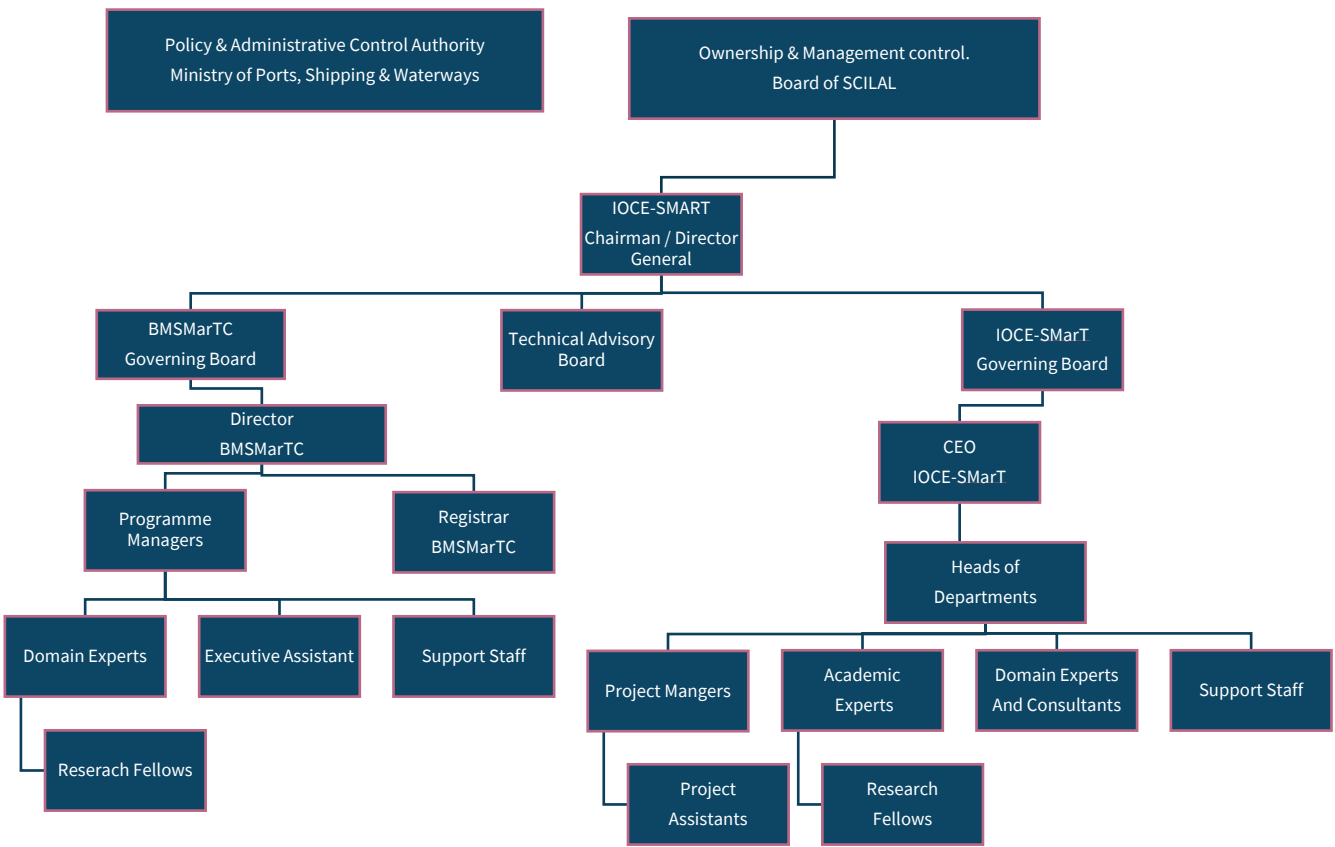 Policy & Administrative Control Authority
Ministry of Ports, Shipping & Waterways
Ownership & Management control.
Board of SCILAL
IOCE-SMART
Chairman / Director
General
BMSMarTC
Governing Board
Technical Advisory
Board
IOCE-SMarT
Governing Board
Director
BMSMarTC
CEO
IOCE-SMarT
Programme
Managers
Registrar
BMSMarTC
Heads of
Departments
Domain Experts
Executive Assistant
Support Staff
Project Mangers
Academic
Experts
Domain Experts
And Consultants
Support Staff
Reserach Fellows
Project
Assistants
Research
Fellows